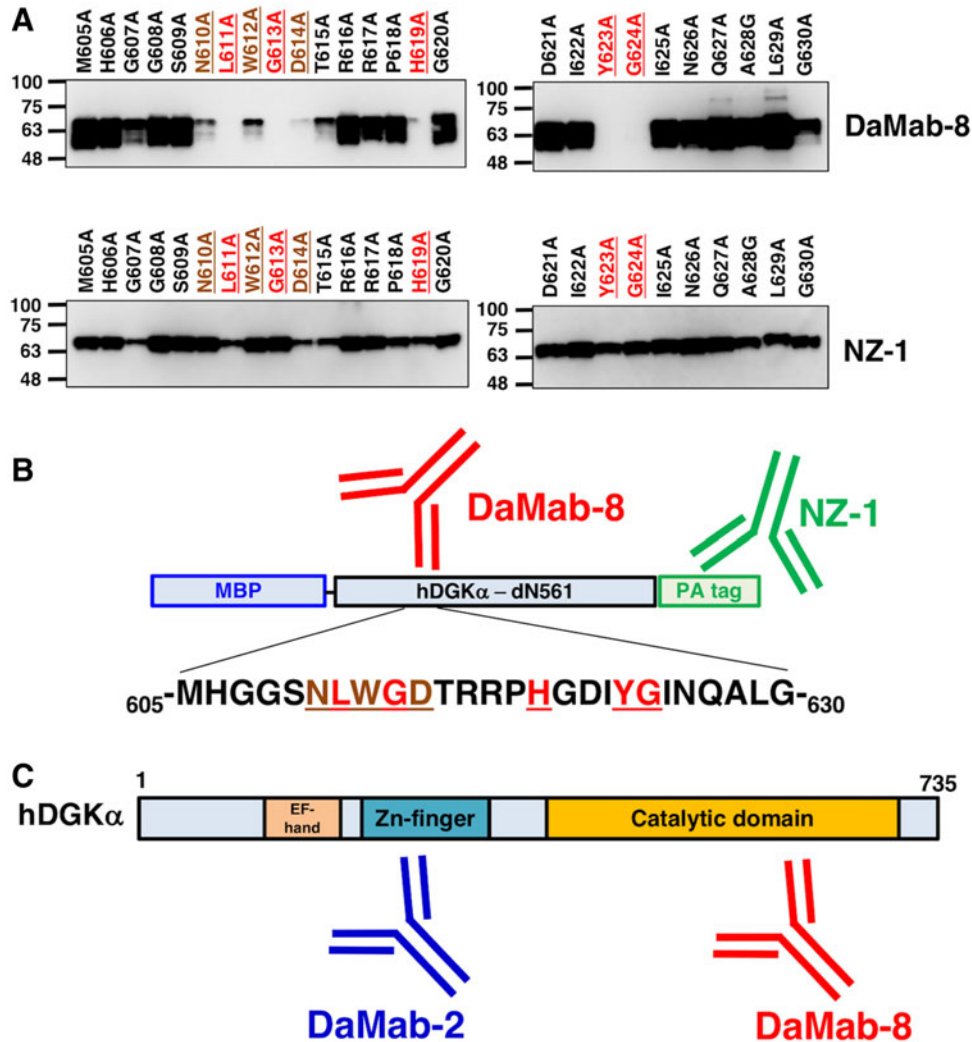 A
M605A H606A G607A G608A S609A N610A L611A W612A G613A D614A T615A R616A R617A P618A H619A G620A
100
75
63
48
D621A I622A Y623A G624A I625A N626A Q627A A628G L629A G630A
100
75
63
48
DaMab-8
M605A H606A G607A G608A S609A N610A L611A W612A G613A D614A T615A R616A R617A P618A H619A G620A
100
75
63
48
D621A I622A Y623A G624A I625A N626A Q627A A628G L629A G630A
100
75
63
48
NZ-1
B
DaMab-8
NZ-1
MBP
hDGKα – dN561
PA tag
605-MHGGSNLWGDTRRPHGDIYGINQALG-630
C
1
735
hDGKα
EF-
hand
Zn-finger
Catalytic domain
DaMab-2
DaMab-8